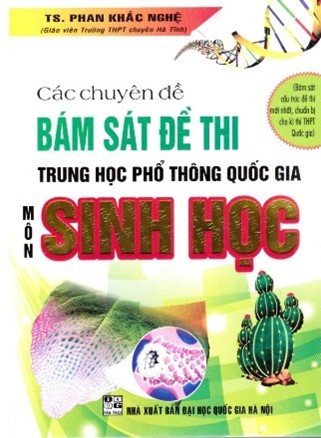 TS. PHAN KHẮC NGHỆ
(Giáo viên Trường THPT chuyên Hà Tĩnh)
Các chuyên đề
(Bám sát
cấu trúc đề thi
mới nhất, chuẩn bị
cho kì thi THPT
Quốc gia)
BÁM SÁT ĐỀ THI
TRUNG HỌC PHỔ THÔNG QUỐC GIA
MÔN
SINH HỌC
NHÀ XUẤT BẢN ĐẠI HỌC QUỐC GIA HÀ NỘI